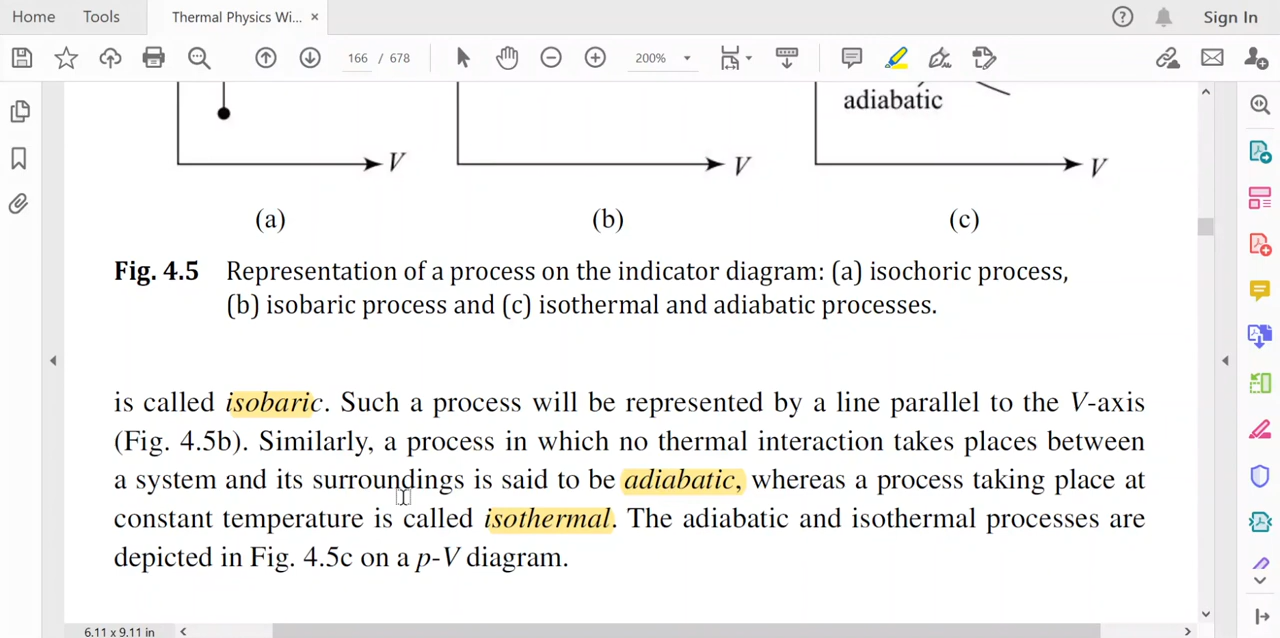 Home Tools Thermal Physics Wi... × Sign In
166 / 678 200%
adiabatic
V V V
(a) (b) (c)
Fig. 4.5 Representation of a process on the indicator diagram: (a) isochoric process,
(b) isobaric process and (c) isothermal and adiabatic processes.
is called isobaric. Such a process will be represented by a line parallel to the V-axis
(Fig. 4.5b). Similarly, a process in which no thermal interaction takes places between
a system and its surroundings is said to be adiabatic, whereas a process taking place at
constant temperature is called isothermal. The adiabatic and isothermal processes are
depicted in Fig. 4.5c on a p-V diagram.
6.11 x 9.11 in